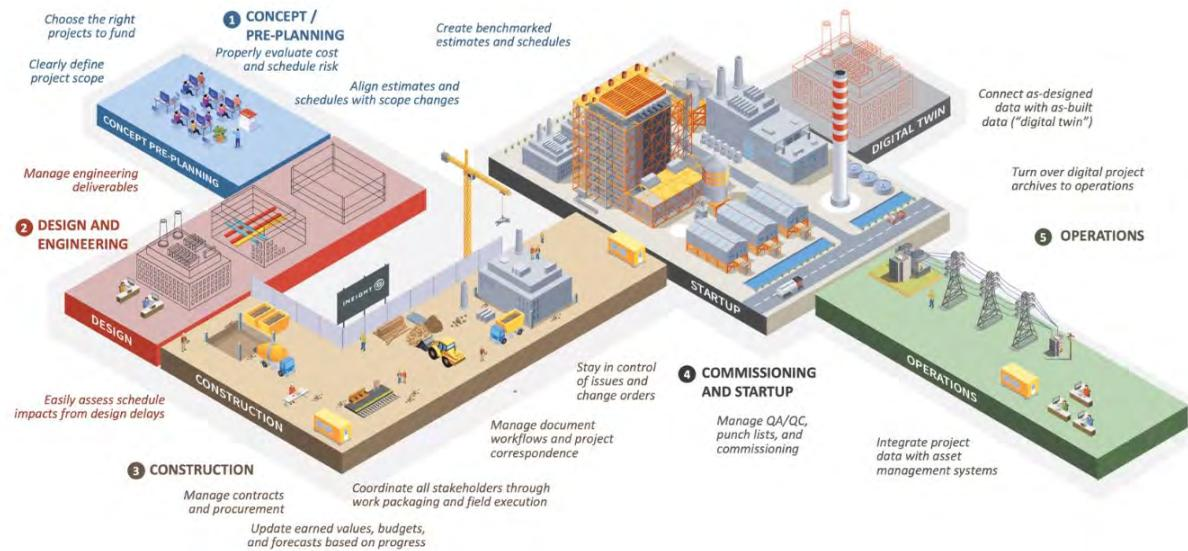 Choose the right
projects to fund
1 CONCEPT /
PRE-PLANNING
Properly evaluate cost
and schedule risk
Create benchmarked
estimates and schedules
Clearly define
project scope
Align estimates and
schedules with scope changes
CONCEPT PRE-PLANNING
Manage engineering
deliverables
2 DESIGN AND
ENGINEERING
DESIGN
Easily assess schedule
impacts from design delays
INEIGHT
CONSTRUCTION
3 CONSTRUCTION
Manage contracts
and procurement
Update earned values, budgets,
and forecasts based on progress
Coordinate all stakeholders through
work packaging and field execution
Manage document
workflows and project
correspondence
Stay in control
of issues and
change orders
STARTUP
4 COMMISSIONING
AND STARTUP
Manage QA/QC,
punch lists, and
commissioning
DIGITAL TWIN
Connect as-designed
data with as-built
data (“digital twin”)
Turn over digital project
archives to operations
5 OPERATIONS
OPERATIONS
Integrate project
data with asset
management systems